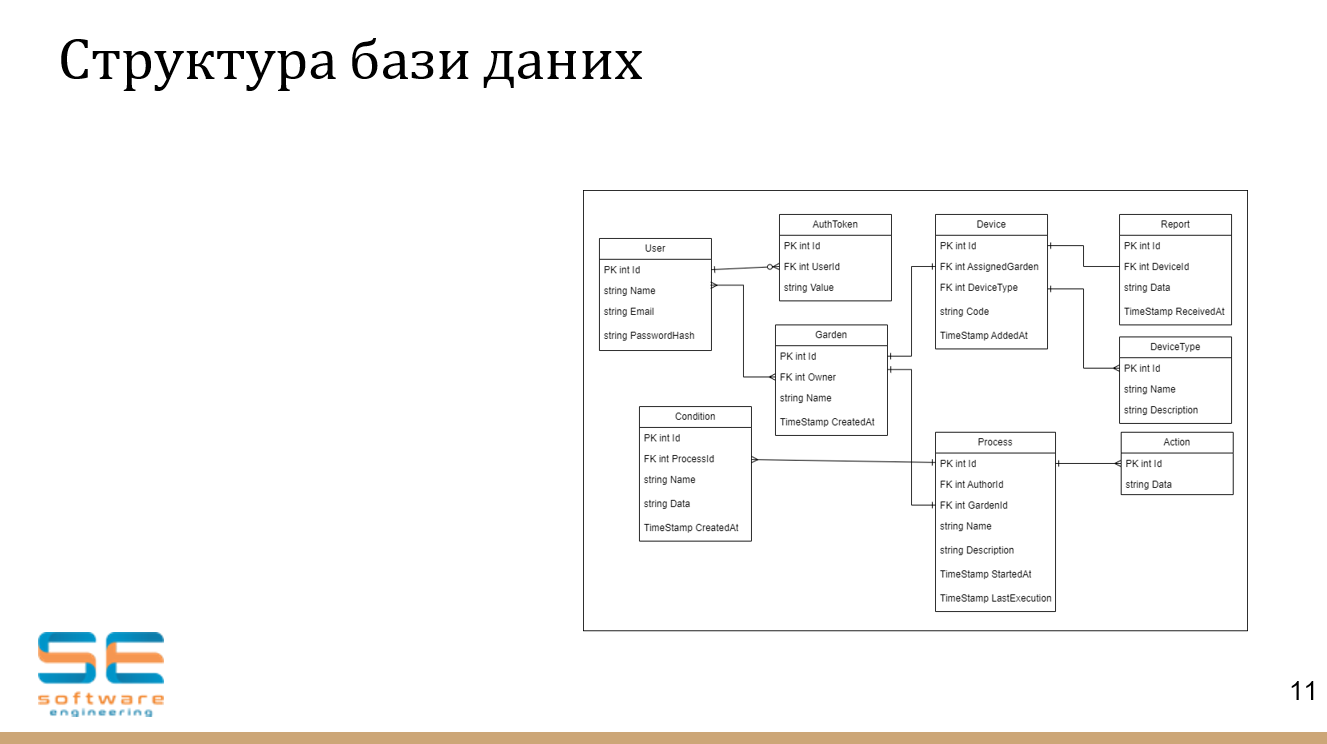 Структура бази даних
User
PK int Id
string Name
string Email
string PasswordHash
AuthToken
PK int Id
FK int UserId
string Value
Garden
PK int Id
FK int Owner
string Name
TimeStamp CreatedAt
Condition
PK int Id
FK int ProcessId
string Name
string Data
TimeStamp CreatedAt
Device
PK int Id
FK int AssignedGarden
FK int DeviceType
string Code
TimeStamp AddedAt
Report
PK int Id
FK int DeviceId
string Data
TimeStamp ReceivedAt
DeviceType
PK int Id
string Name
string Description
Process
PK int Id
FK int AuthorId
FK int GardenId
string Name
string Description
TimeStamp StartedAt
TimeStamp LastExecution
Action
PK int Id
string Data
SE
software
engineering
11